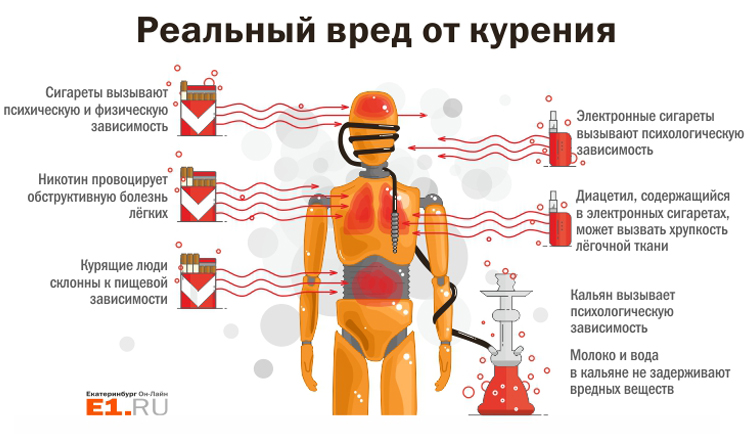 Реальный вред от курения
Сигареты вызывают
психическую и физическую
зависимость
Никотин провоцирует
обструктивную болезнь
лёгких
Курящие люди
склонны к пищевой
зависимости
Электронные сигареты
вызывают психологическую
зависимость
Диацетил, содержащийся
в электронных сигаретах,
может вызвать хрупкость
лёгочной ткани
Кальян вызывает
психологическую
зависимость
Молоко и вода
в кальяне не задерживают
вредных веществ
Екатеринбург Он-Лайн
E1.RU